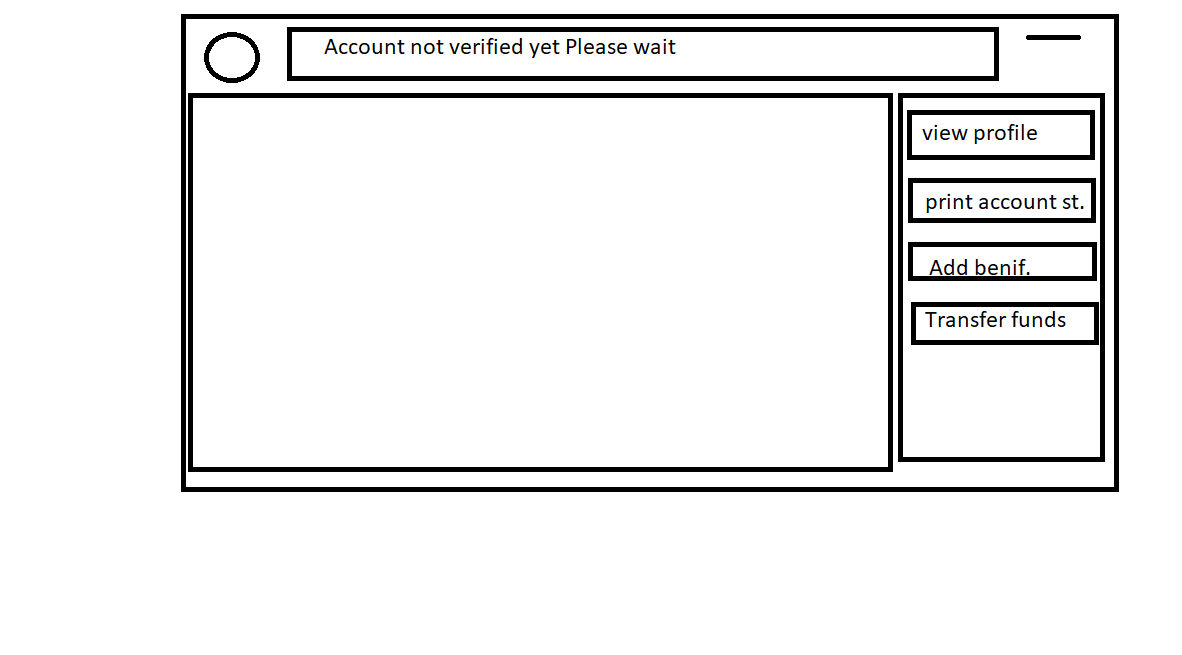 Account not verified yet Please wait
view profile
print account st.
Add benif.
Transfer funds